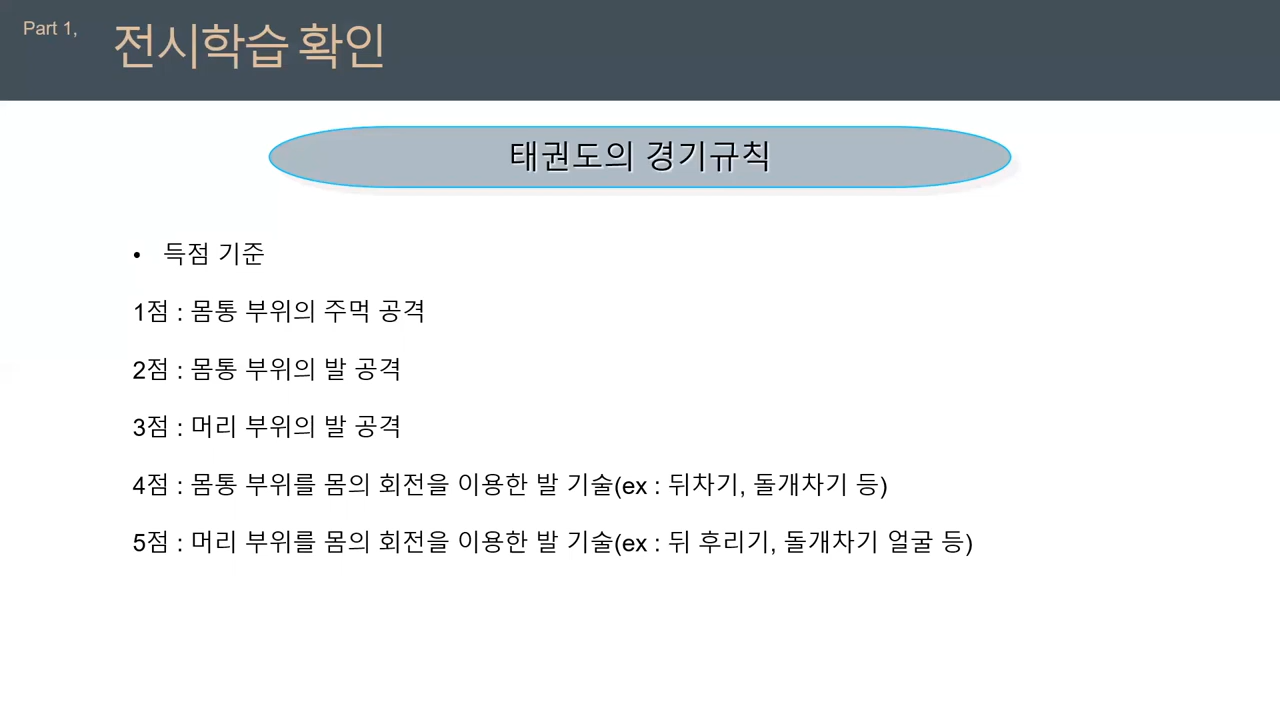 Part 1,
전시학습 확인
태권도의 경기규칙
• 득점 기준
1점 : 몸통 부위의 주먹 공격
2점 : 몸통 부위의 발 공격
3점 : 머리 부위의 발 공격
4점 : 몸통 부위를 몸의 회전을 이용한 발 기술(ex : 뒤차기, 돌개차기 등)
5점 : 머리 부위를 몸의 회전을 이용한 발 기술(ex : 뒤 후리기, 돌개차기 얼굴 등)